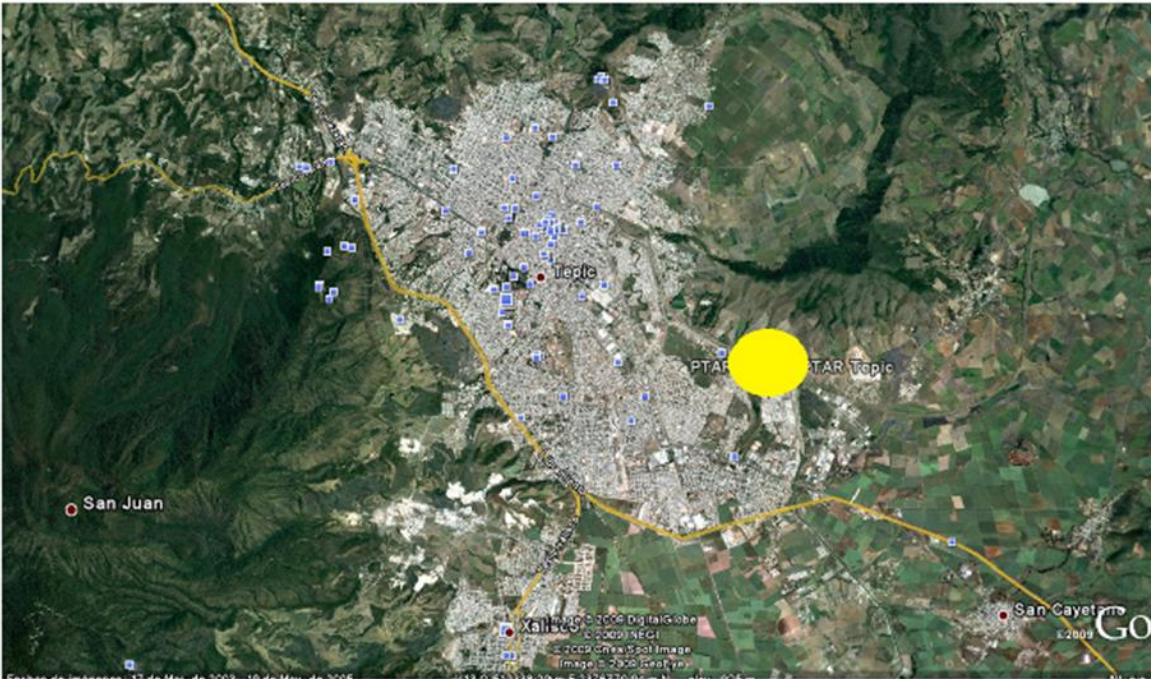 Tepic
PTAR
TAR Tepic
San Juan
San Cayetano
Xalisco
Image © 2009 DigitalGlobe
© 2009 INEGI
© 2009 Cnes/Spot Image
Image © 2009 GeoEye
©2009 Go